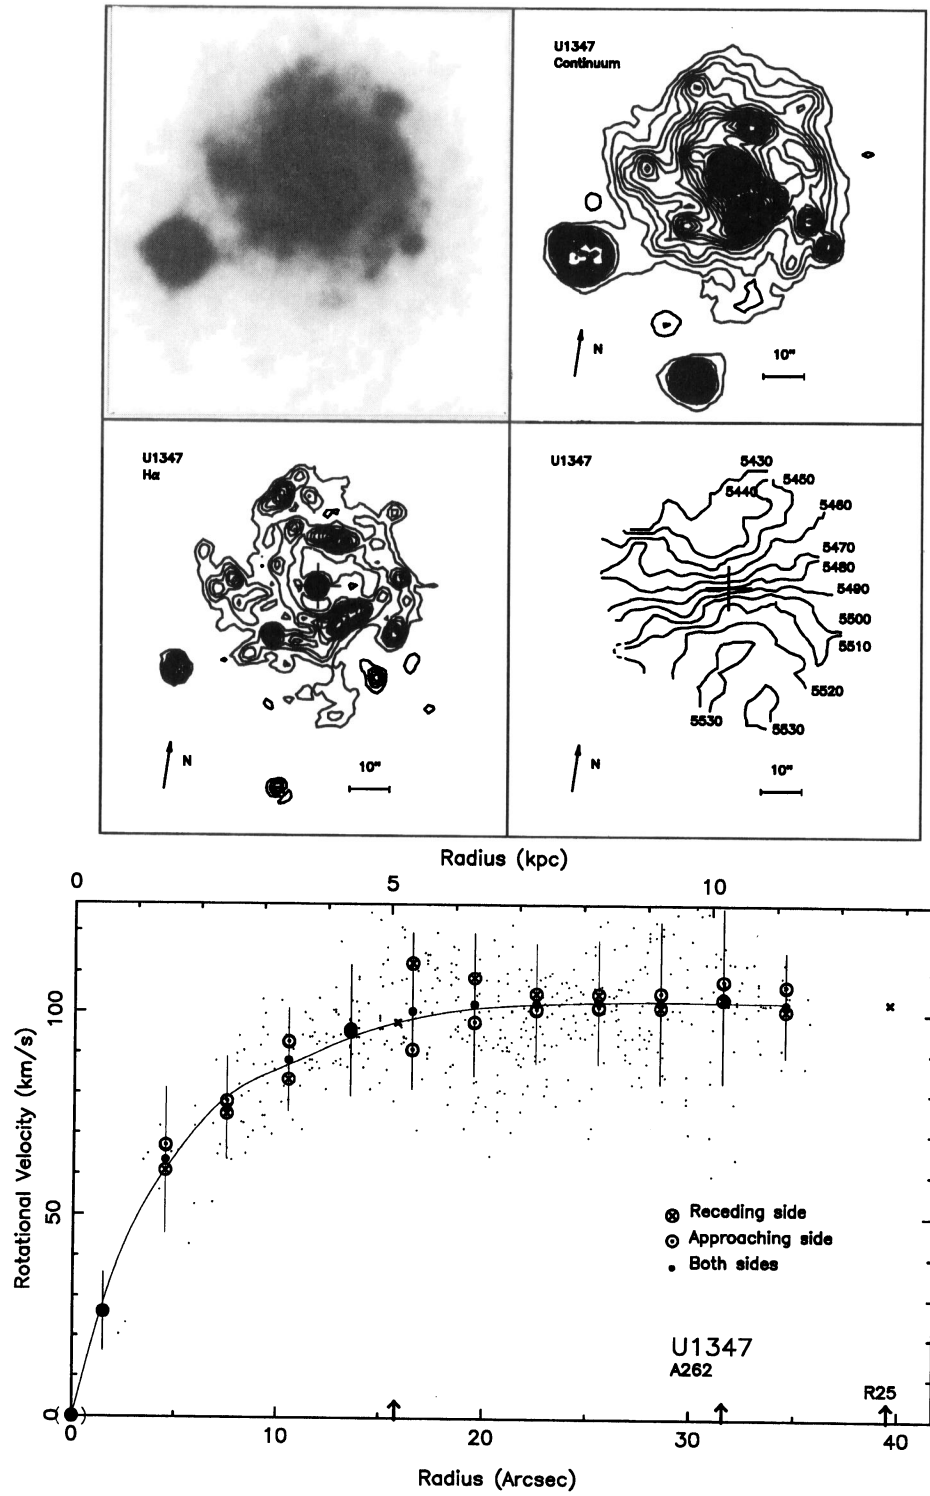 U1347
Continuum
N
10"
U1347
Hα
N
10"
U1347
5430
5450
5440
5460
5470
5480
5490
5500
5510
5520
5530
5530
N
10"
Radius (kpc)
0
5
10
100
50
0
Rotational Velocity (km/s)
Receding side
Approaching side
Both sides
U1347
A262
R25
0
10
20
30
40
Radius (Arcsec)